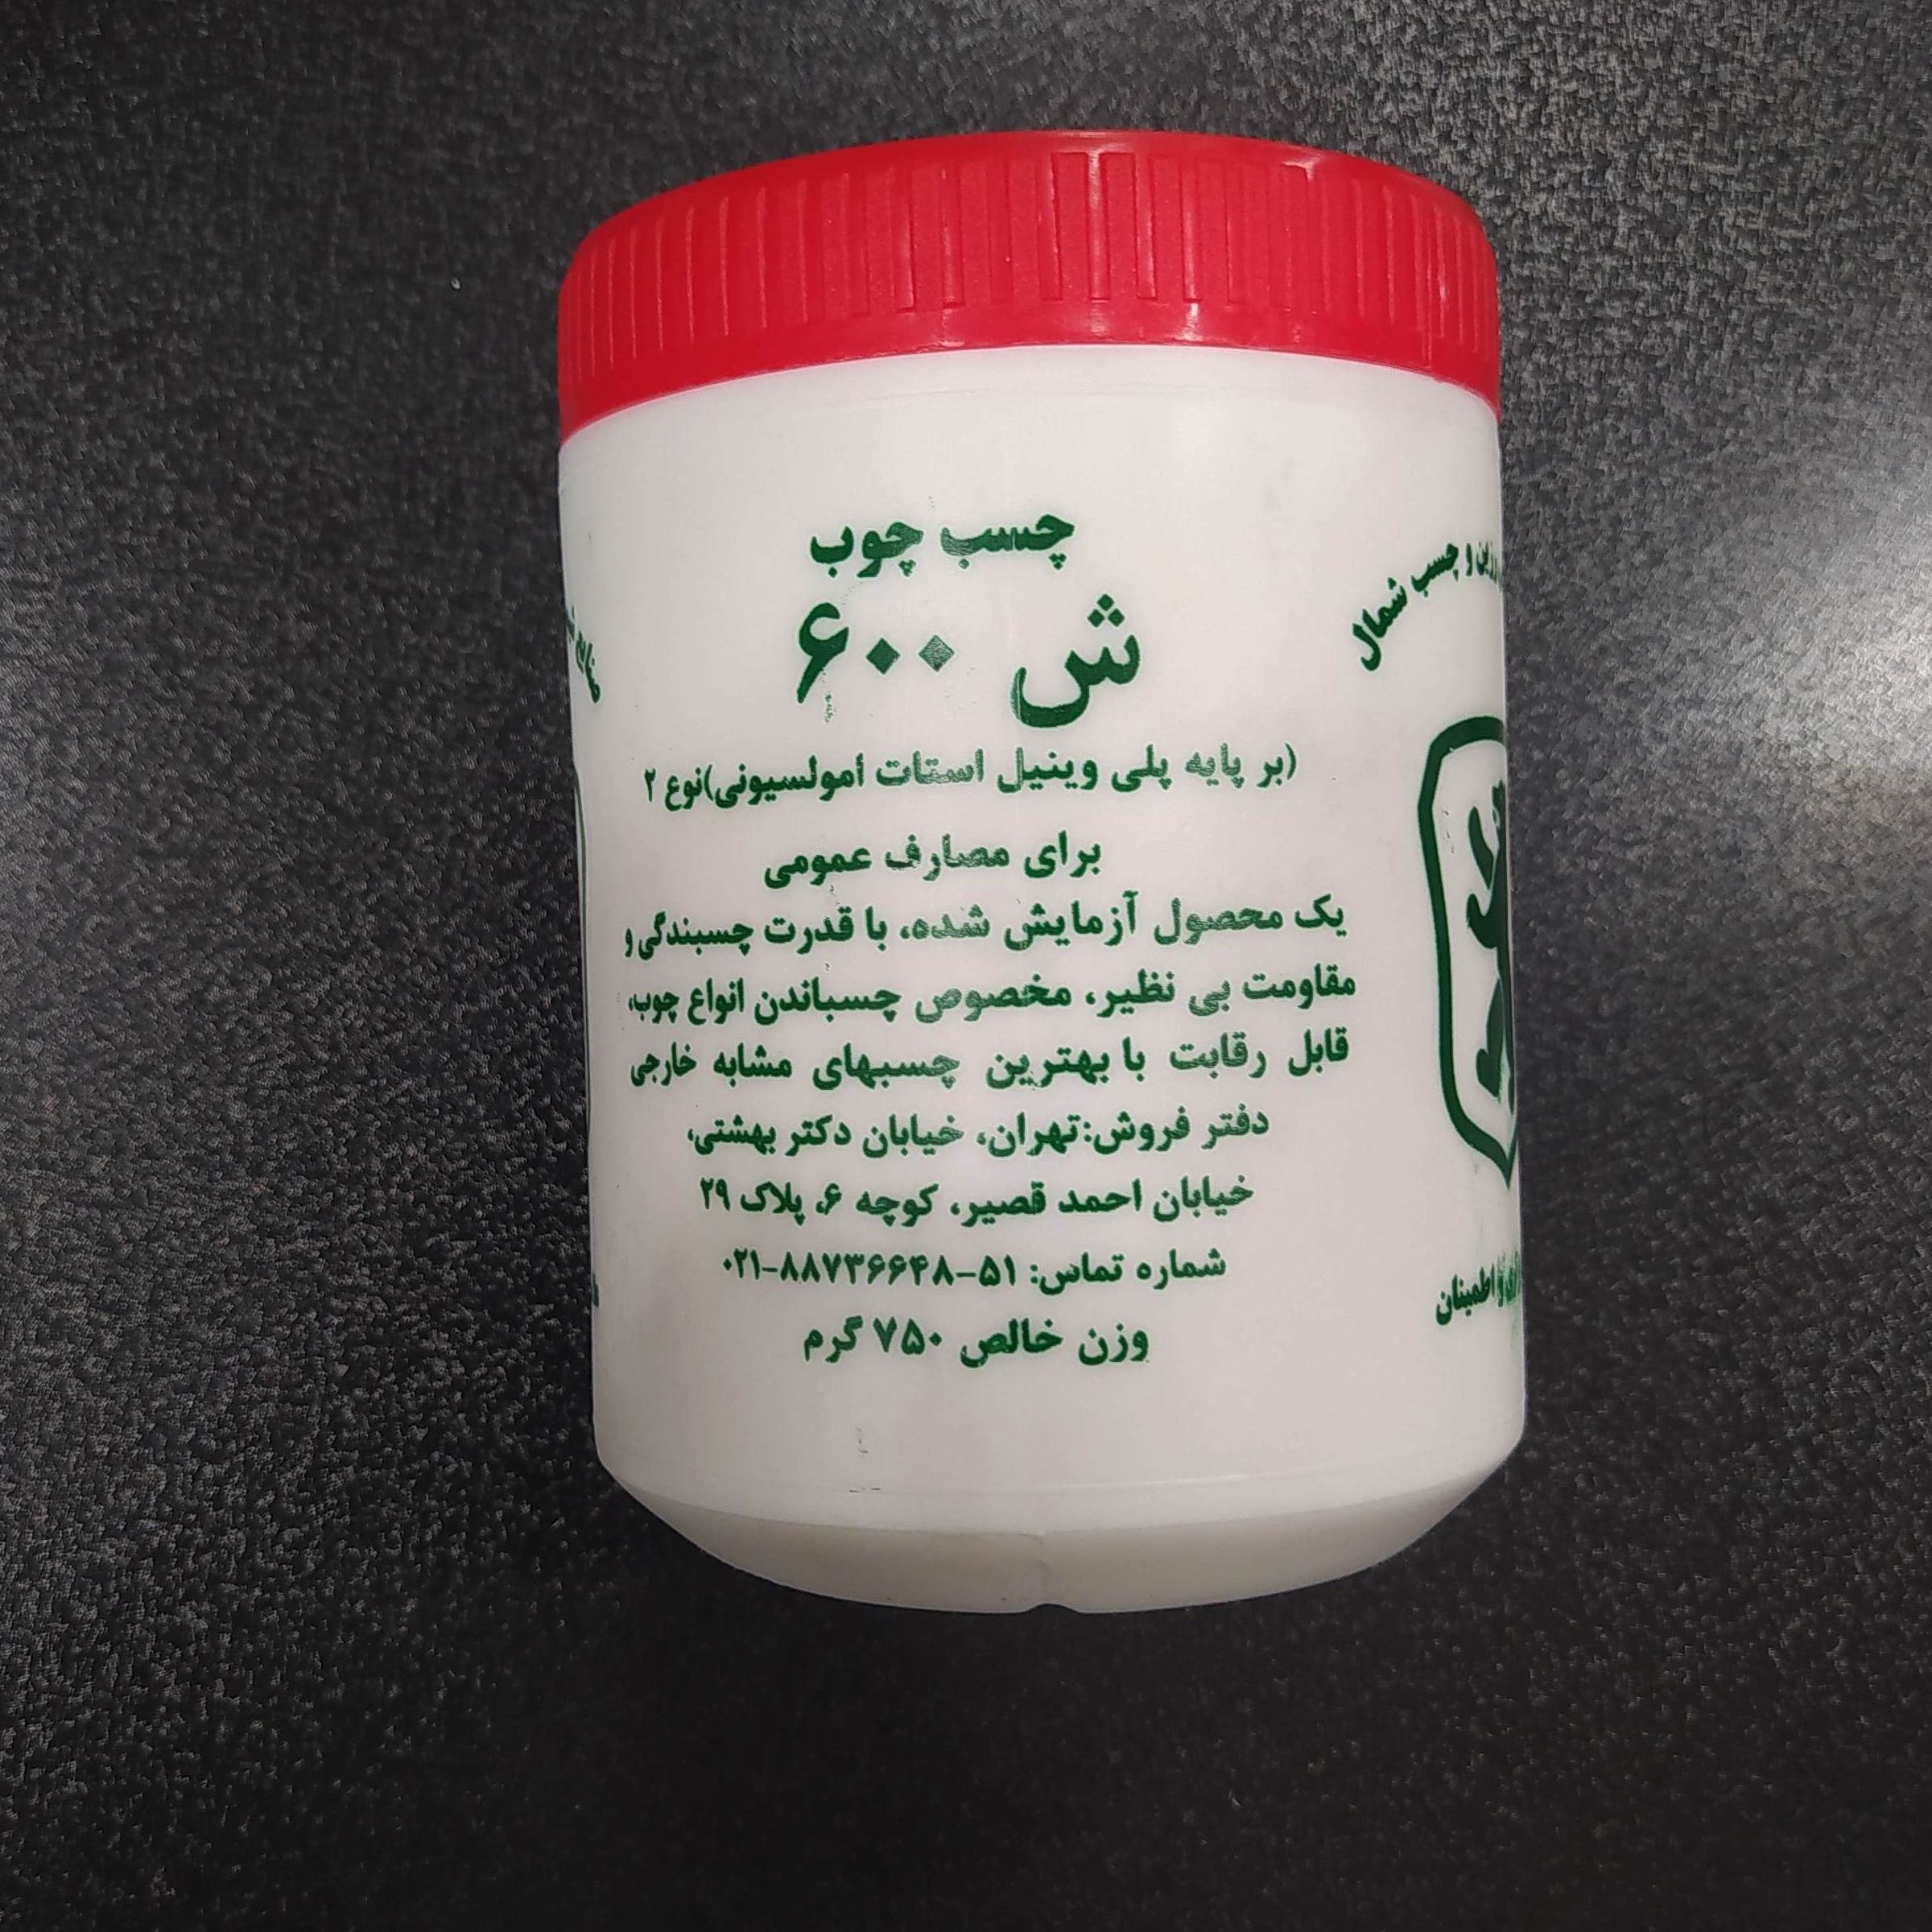 چسب چوب
ش ۶۰۰
(بر پایه پلی وینیل استات امولسیونی)نوع ۲
برای مصارف عمومی
یک محصول آزمایش شده، با قدرت چسبندگی و
مقاومت بی نظیر، مخصوص چسباندن انواع چوب،
قابل رقابت با بهترین چسبهای مشابه خارجی
دفتر فروش:تهران، خیابان دکتر بهشتی،
خیابان احمد قصیر، کوچه ۶، پلاک ۲۹
شماره تماس: ۵۱-۸۸۷۳۶۶۴۸-۰۲۱
وزن خالص ۷۵۰ گرم
و چسب شمال
اطمینان